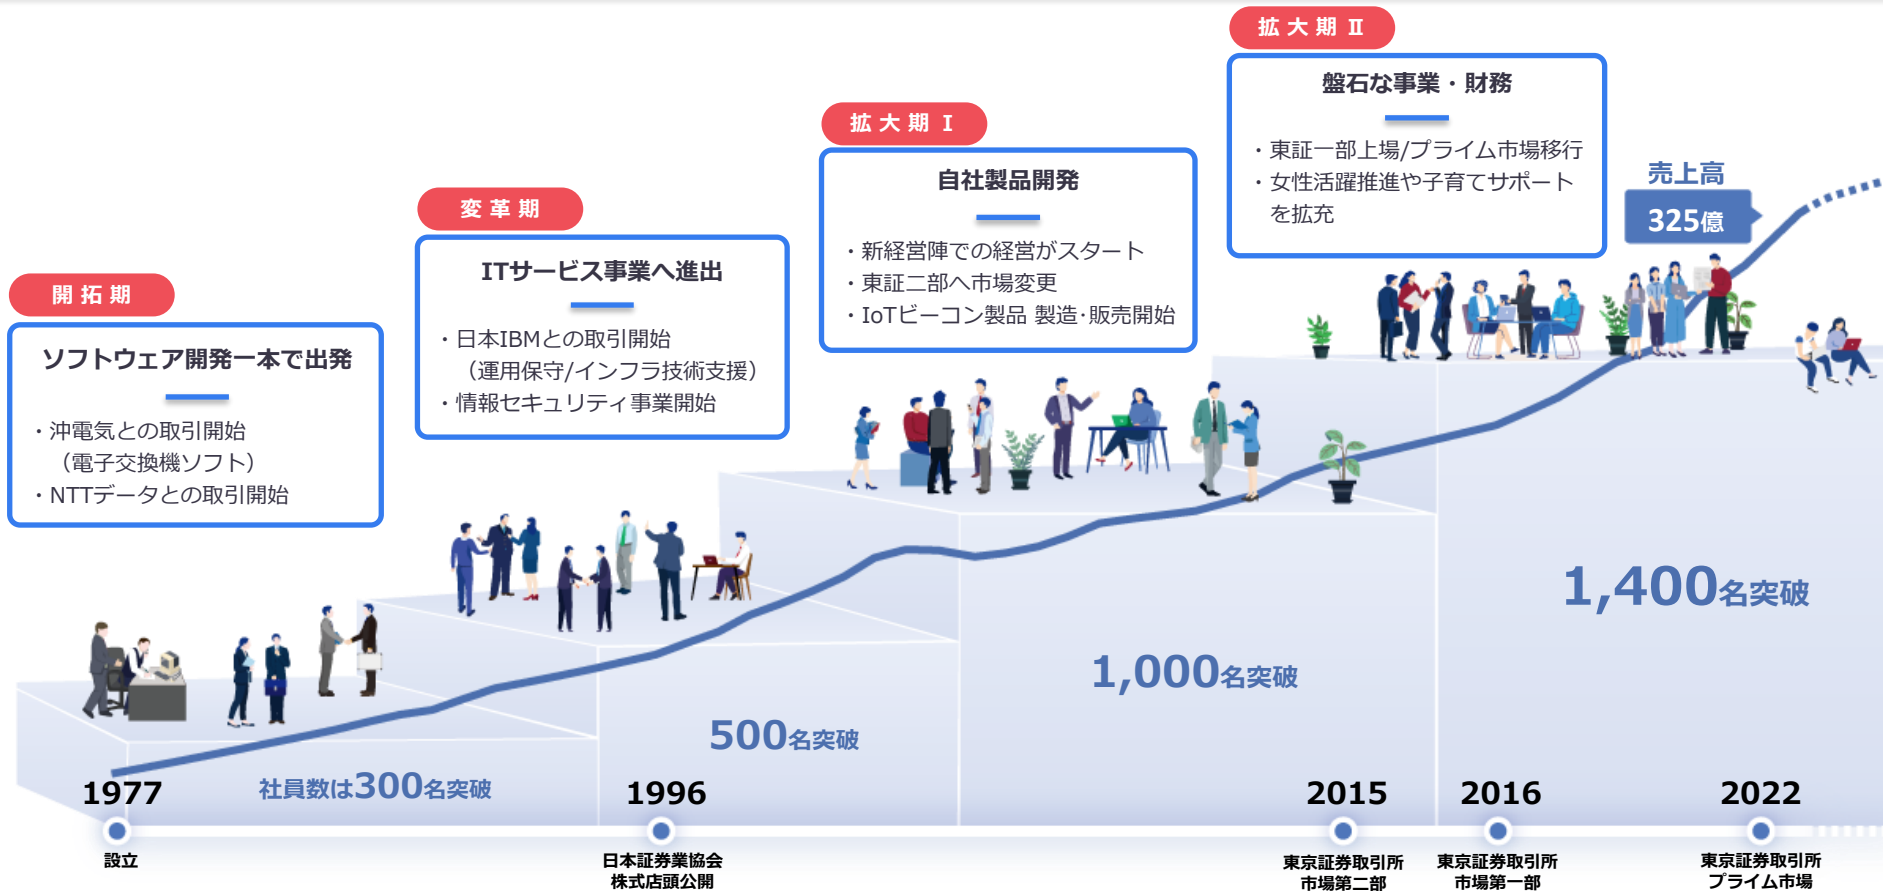 開拓期
ソフトウェア開発一本で出発
・沖電気との取引開始
（電子交換機ソフト）
・NTTデータとの取引開始
変革期
ITサービス事業へ進出
・日本IBMとの取引開始
（運用保守/インフラ技術支援）
・情報セキュリティ事業開始
拡大期 Ⅰ
自社製品開発
・新経営陣での経営がスタート
・東証二部へ市場変更
・IoTビーコン製品 製造･販売開始
拡大期 Ⅱ
盤石な事業・財務
・東証一部上場/プライム市場移行
・女性活躍推進や子育てサポート
を拡充
売上高
325億
社員数は300名突破
500名突破
1,000名突破
1,400名突破
1977
設立
1996
日本証券業協会
株式店頭公開
2015
東京証券取引所
市場第二部
2016
東京証券取引所
市場第一部
2022
東京証券取引所
プライム市場